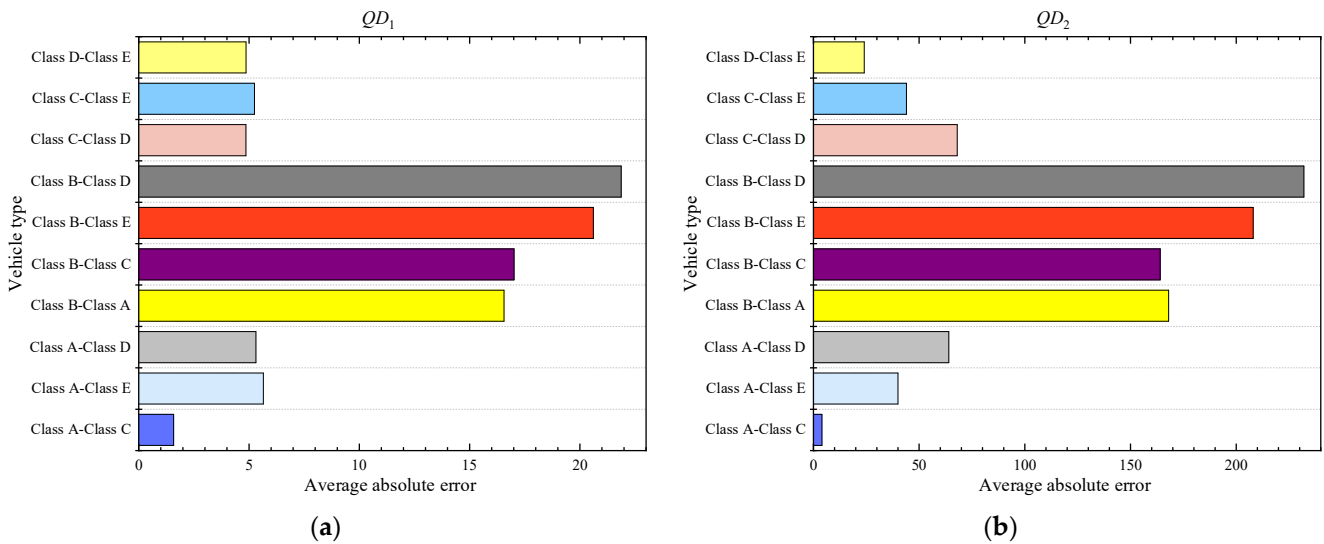 QD1
Class D-Class E
Class C-Class E
Class C-Class D
Class B-Class D
Class B-Class E
Class B-Class C
Class B-Class A
Class A-Class D
Class A-Class E
Class A-Class C
Vehicle type
0 5 10 15 20
Average absolute error
(a)
QD2
Class D-Class E
Class C-Class E
Class C-Class D
Class B-Class D
Class B-Class E
Class B-Class C
Class B-Class A
Class A-Class D
Class A-Class E
Class A-Class C
Vehicle type
0 50 100 150 200
Average absolute error
(b)